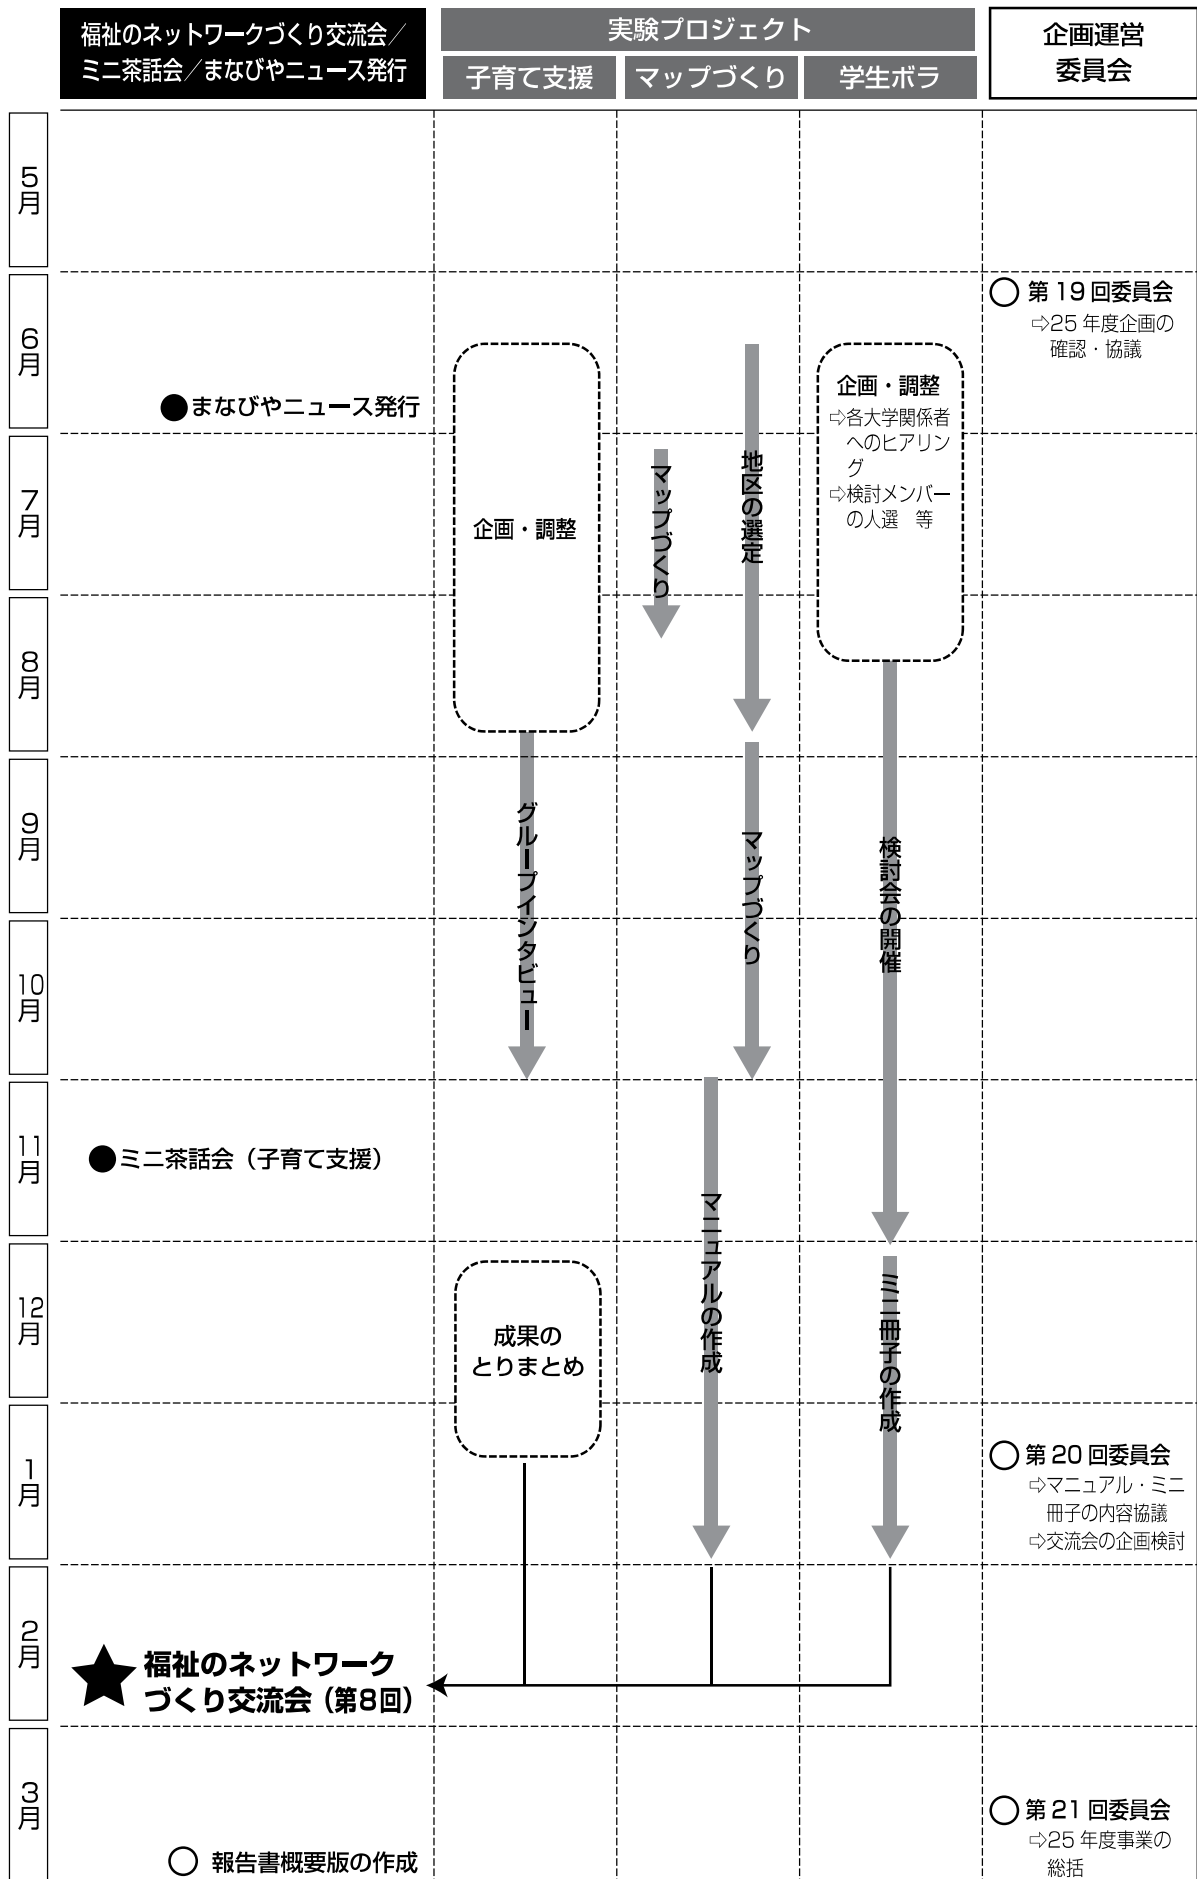 福祉のネットワークづくり交流会／
ミニ茶話会／まなびやニュース発行
実験プロジェクト
子育て支援
マップづくり
学生ボラ
企画運営
委員会
5月
6月
第19回委員会
⇨25年度企画の
確認・協議
まなびやニュース発行
企画・調整
⇨各大学関係者
へのヒアリン
グ
⇨検討メンバー
の人選　等
7月
企画・調整
マップづくり
地区の選定
8月
9月
グループインタビュー
マップづくり
検討会の開催
10月
11月
ミニ茶話会（子育て支援）
マニュアルの作成
12月
成果の
とりまとめ
ミニ冊子の作成
1月
第20回委員会
⇨マニュアル・ミニ
冊子の内容協議
⇨交流会の企画検討
2月
福祉のネットワーク
づくり交流会（第8回）
3月
第21回委員会
⇨25年度事業の
総括
報告書概要版の作成